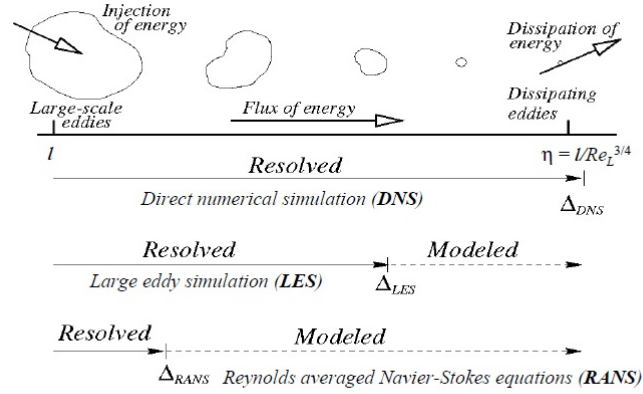 Injection
of energy
Dissipation of
energy
Large-scale
eddies
Flux of energy
Dissipating
eddies
l
η = l/Re_L^3/4
Resolved
Direct numerical simulation (DNS)
Δ_DNS
Resolved
Modeled
Large eddy simulation (LES)
Δ_LES
Resolved
Modeled
Δ_RANS Reynolds averaged Navier-Stokes equations (RANS)